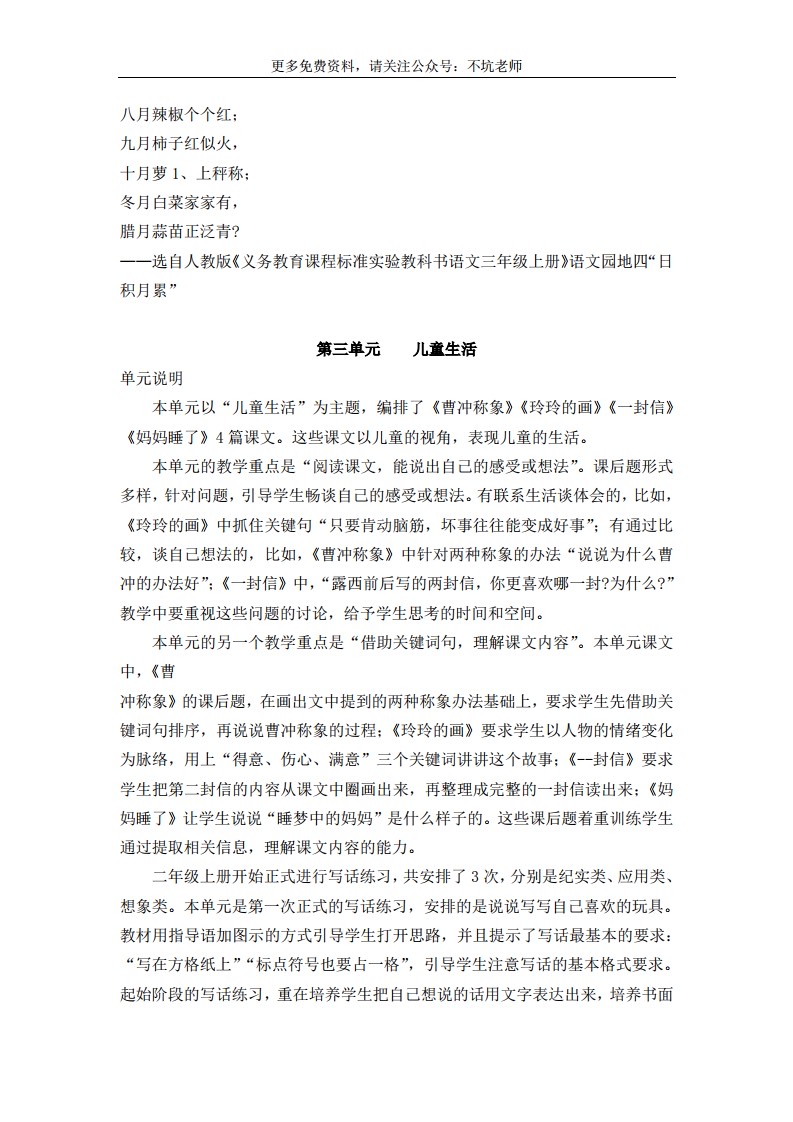 更多免费资料，请关注公众号：不坑老师
八月辣椒个个红；
九月柿子红似火，
十月萝 1、上秤称；
冬月白菜家家有，
腊月蒜苗正泛青?
——选自人教版《义务教育课程标准实验教科书语文三年级上册》语文园地四“日
积月累”
第三单元　　儿童生活
单元说明
本单元以“儿童生活”为主题，编排了《曹冲称象》《玲玲的画》《一封信》
《妈妈睡了》4 篇课文。这些课文以儿童的视角，表现儿童的生活。
本单元的教学重点是“阅读课文，能说出自己的感受或想法”。课后题形式
多样，针对问题，引导学生畅谈自己的感受或想法。有联系生活谈体会的，比如，
《玲玲的画》中抓住关键句“只要肯动脑筋，坏事往往能变成好事”；有通过比
较，谈自己想法的，比如，《曹冲称象》中针对两种称象的办法“说说为什么曹
冲的办法好”；《一封信》中，“露西前后写的两封信，你更喜欢哪一封?为什么?”
教学中要重视这些问题的讨论，给予学生思考的时间和空间。
本单元的另一个教学重点是“借助关键词句，理解课文内容”。本单元课文
中，《曹
冲称象》的课后题，在画出文中提到的两种称象办法基础上，要求学生先借助关
键词句排序，再说说曹冲称象的过程；《玲玲的画》要求学生以人物的情绪变化
为脉络，用上“得意、伤心、满意”三个关键词讲讲这个故事；《--封信》要求
学生把第二封信的内容从课文中圈画出来，再整理成完整的一封信读出来；《妈
妈睡了》让学生说说“睡梦中的妈妈”是什么样子的。这些课后题着重训练学生
通过提取相关信息，理解课文内容的能力。
二年级上册开始正式进行写话练习，共安排了 3 次，分别是纪实类、应用类、
想象类。本单元是第一次正式的写话练习，安排的是说说写写自己喜欢的玩具。
教材用指导语加图示的方式引导学生打开思路，并且提示了写话最基本的要求：
“写在方格纸上”“标点符号也要占一格”，引导学生注意写话的基本格式要求。
起始阶段的写话练习，重在培养学生把自己想说的话用文字表达出来，培养书面